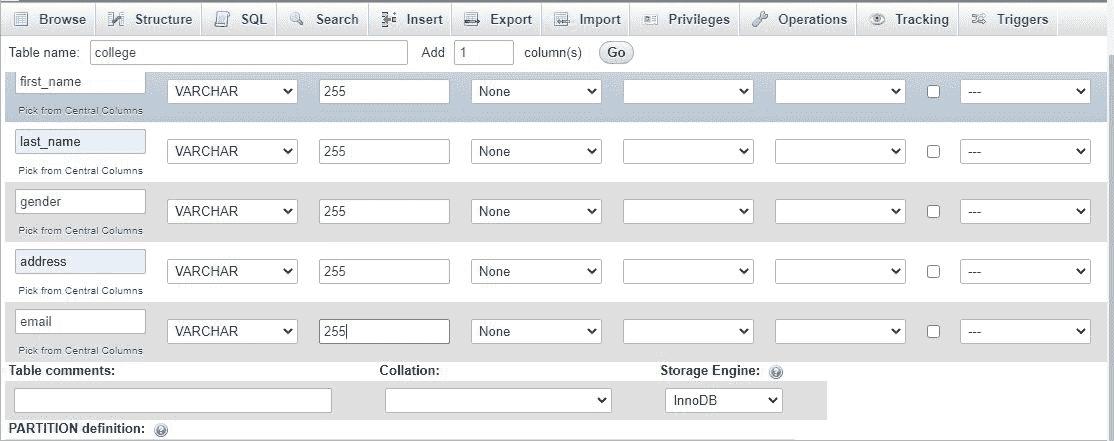 Browse Structure SQL Search Insert Export Import Privileges Operations Tracking Triggers
Table name: college Add 1 column(s) Go
first_name VARCHAR 255 None ---
Pick from Central Columns
last_name VARCHAR 255 None ---
Pick from Central Columns
gender VARCHAR 255 None ---
Pick from Central Columns
address VARCHAR 255 None ---
Pick from Central Columns
email VARCHAR 255 None ---
Pick from Central Columns
Table comments: Collation: Storage Engine:
InnoDB
PARTITION definition: